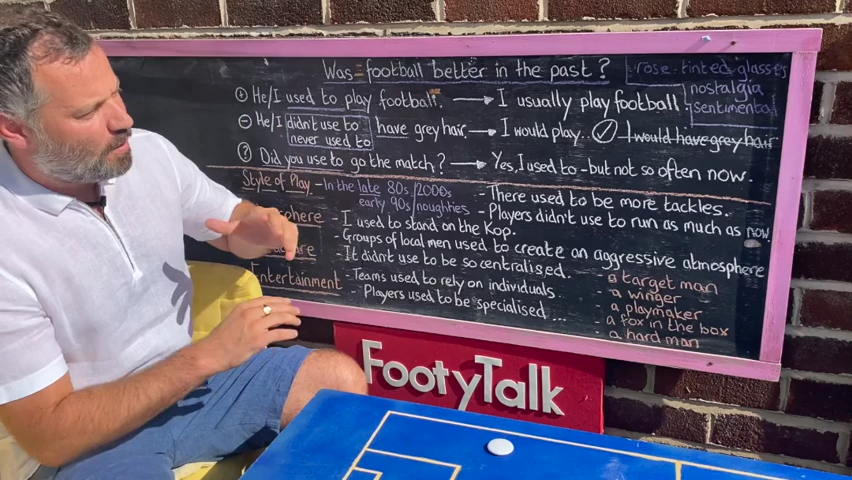 Was football better in the past?
rose-tinted glasses
nostalgia
sentimental
+ He/I used to play football. → I usually play football
- He/I didn't use to
never used to
have grey hair → I would play.. ✓ I would have grey hair
? Did you use to go the match? → Yes, I used to - but not so often now.
Style of Play - In the late 80s/2000s
early 90s/noughties
- There used to be more tackles.
- Players didn't use to run as much as now
- I used to stand on the Kop.
- Groups of local men used to create an aggressive atmosphere
- It didn't use to be so centralised.
Entertainment - Teams used to rely on individuals
- Players used to be specialised...
a target man
a winger
a playmaker
a fox in the box
a hard man
FootyTalk